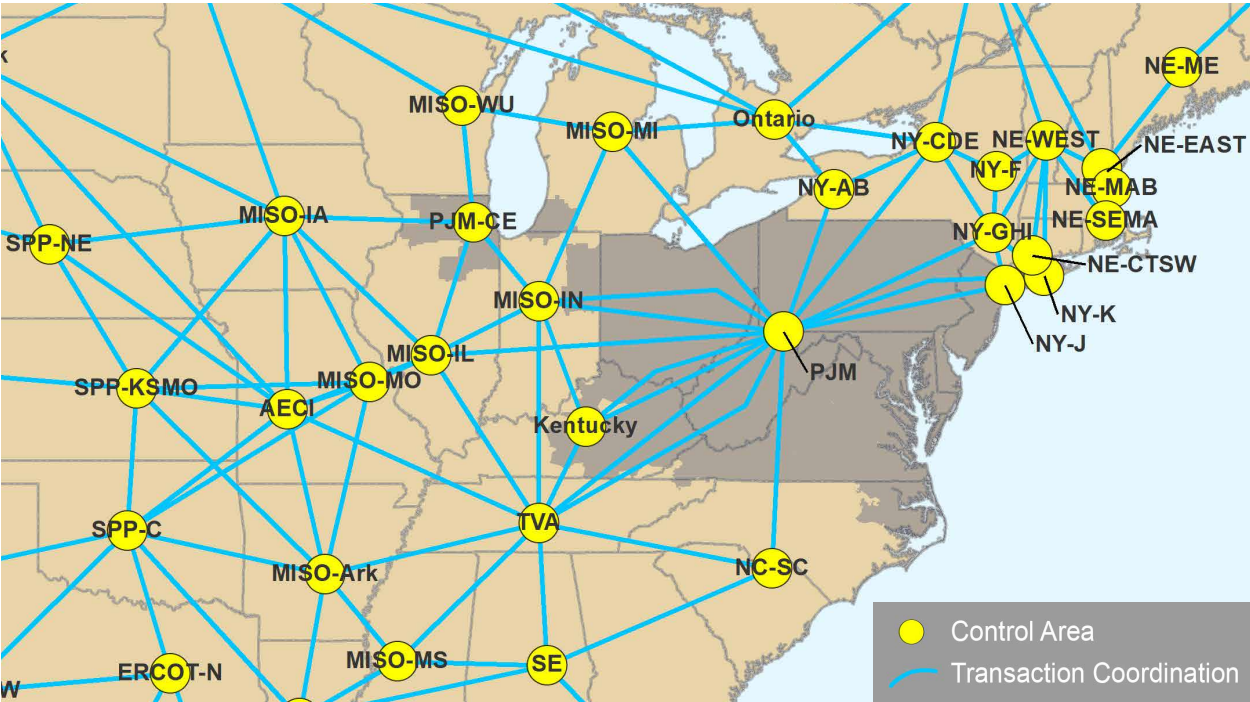 k
NE-ME
MISO-WU
MISO-MI
Ontario
NY-CDE
NE-WEST
NE-EAST
NY-F
NY-AB
NE-MAB
MISO-IA
PJM-CE
NE-SEMA
SPP-NE
NY-GHI
NE-CTSW
MISO-IN
NY-K
NY-J
MISO-IL
PJM
SPP-KSMO
MISO-MO
AECI
Kentucky
SPP-C
TVA
MISO-Ark
NC-SC
MISO-MS
SE
ERCOT-N
W
Control Area
Transaction Coordination